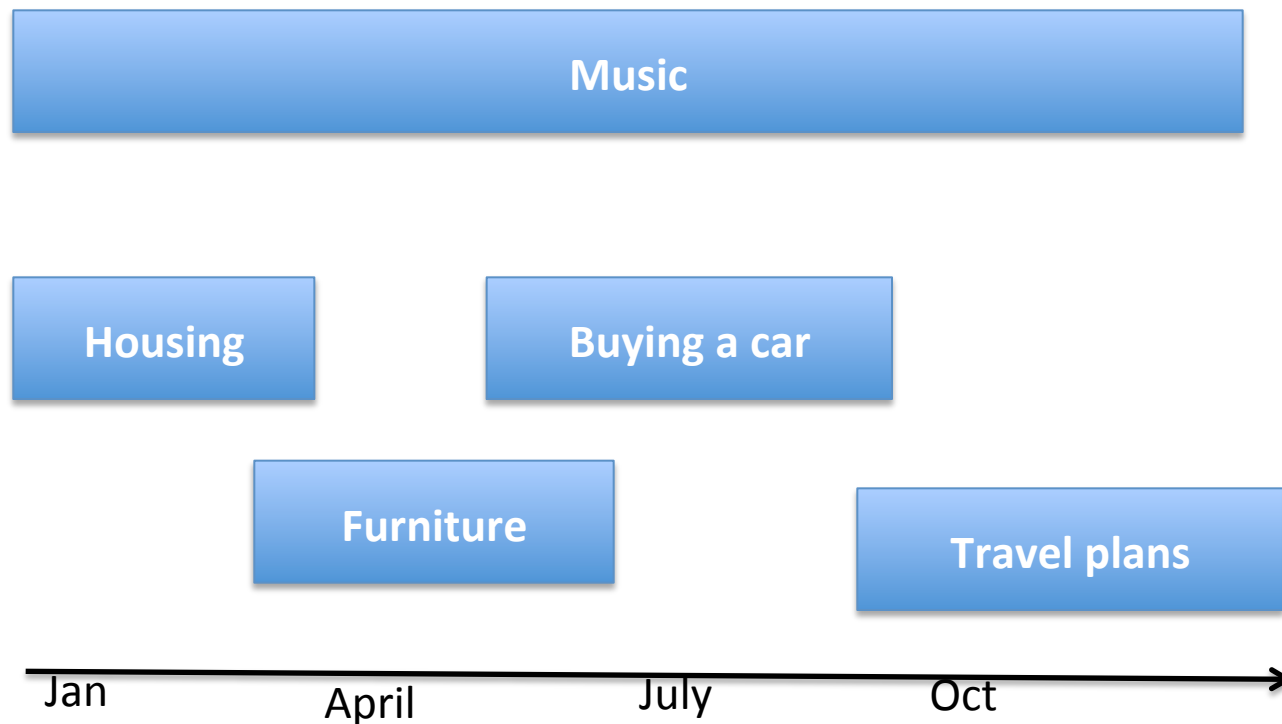 Music
Housing
Buying a car
Furniture
Travel plans
Jan
April
July
Oct